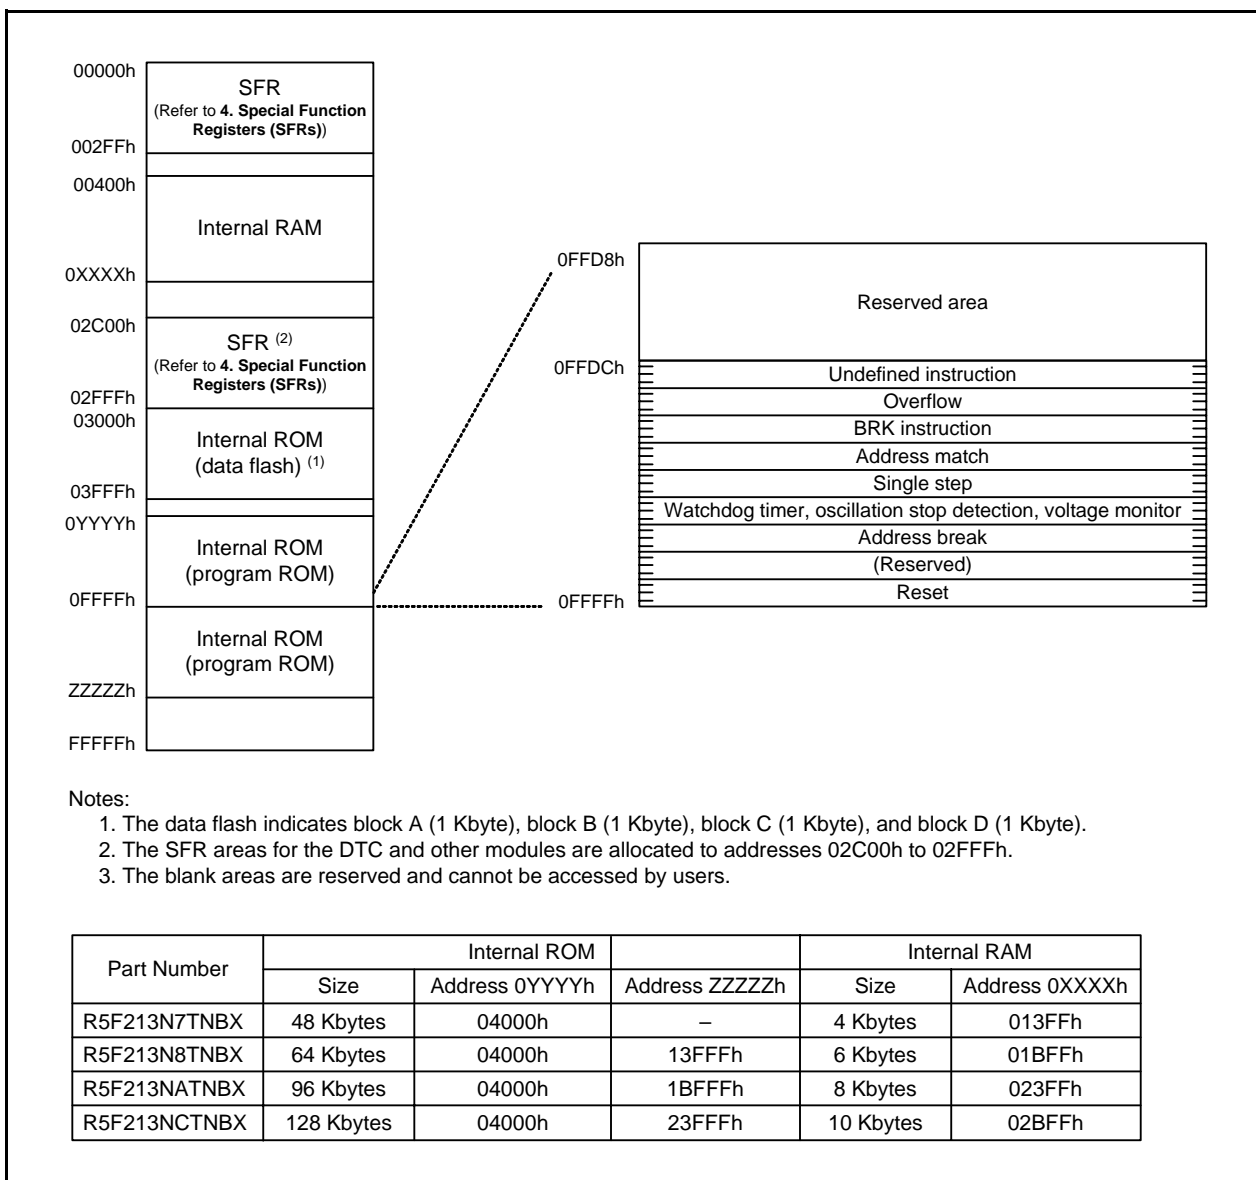 00000h
SFR
(Refer to 4. Special Function
Registers (SFRs))
002FFh
00400h
Internal RAM
0XXXXh
02C00h
SFR (2)
(Refer to 4. Special Function
Registers (SFRs))
02FFFh
03000h
Internal ROM
(data flash) (1)
03FFFh
0YYYYh
Internal ROM
(program ROM)
0FFFFh
Internal ROM
(program ROM)
ZZZZZh
FFFFFh
0FFD8h
Reserved area
0FFDCh
Undefined instruction
Overflow
BRK instruction
Address match
Single step
Watchdog timer, oscillation stop detection, voltage monitor
Address break
(Reserved)
Reset
0FFFFh
Notes:
1. The data flash indicates block A (1 Kbyte), block B (1 Kbyte), block C (1 Kbyte), and block D (1 Kbyte).
2. The SFR areas for the DTC and other modules are allocated to addresses 02C00h to 02FFFh.
3. The blank areas are reserved and cannot be accessed by users.
Part Number Internal ROM Internal RAM
Size Address 0YYYYh Address ZZZZZh Size Address 0XXXXh
R5F213N7TNBX 48 Kbytes 04000h – 4 Kbytes 013FFh
R5F213N8TNBX 64 Kbytes 04000h 13FFFh 6 Kbytes 01BFFh
R5F213NATNBX 96 Kbytes 04000h 1BFFFh 8 Kbytes 023FFh
R5F213NCTNBX 128 Kbytes 04000h 23FFFh 10 Kbytes 02BFFh